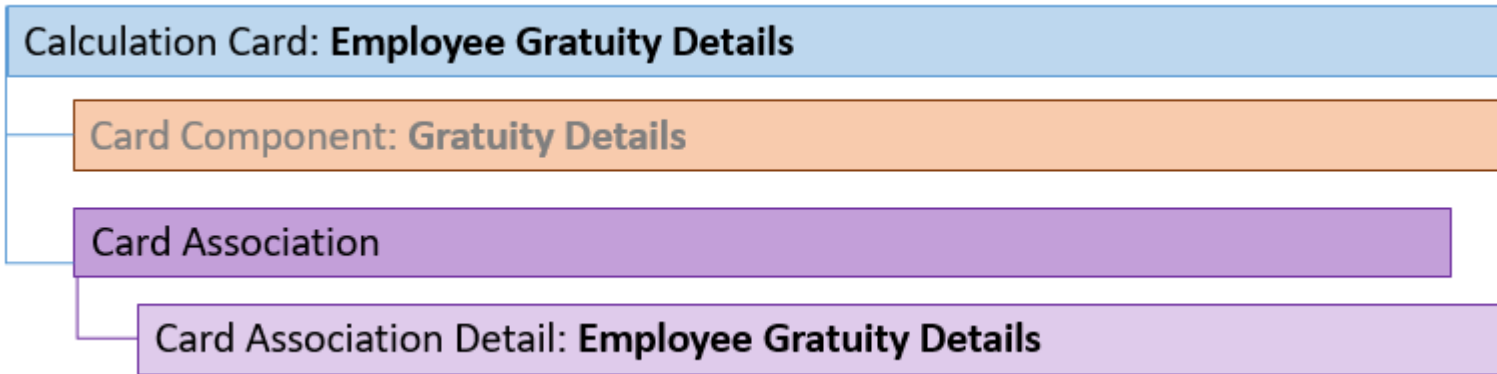 Calculation Card: Employee Gratuity Details
Card Component: Gratuity Details
Card Association
Card Association Detail: Employee Gratuity Details